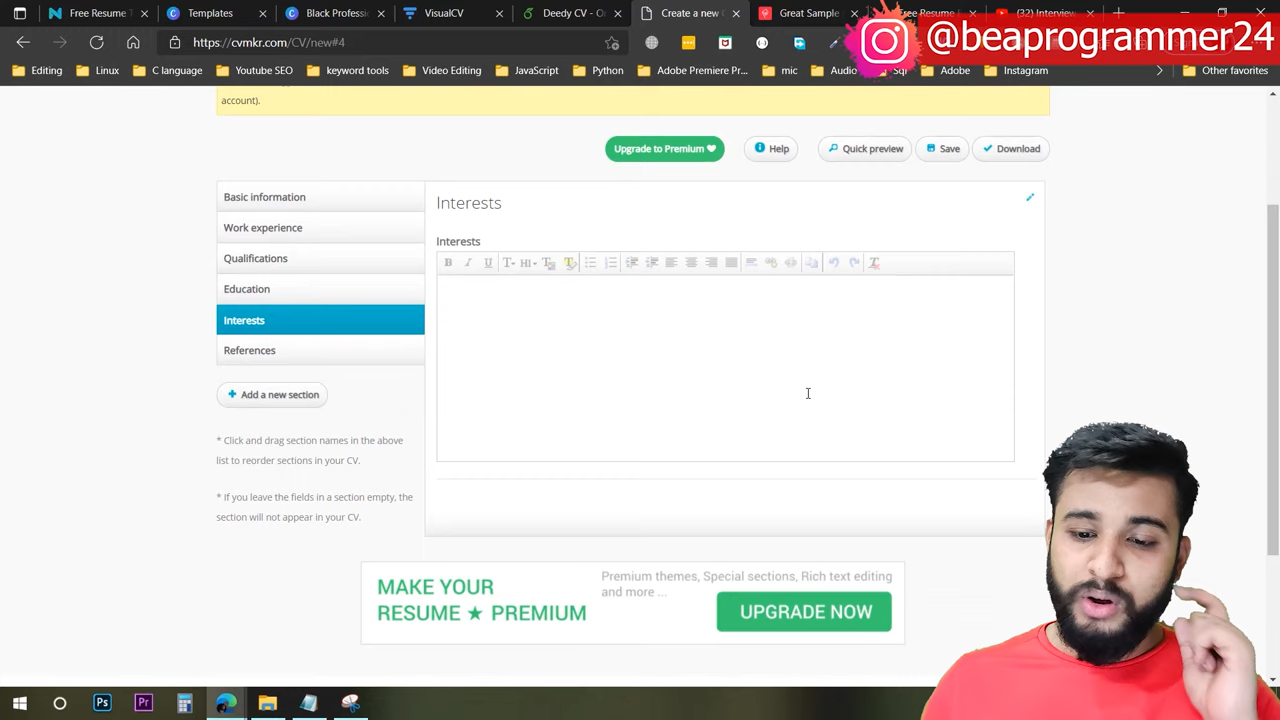 Free Resume T
Templates
Black Professi
VisualCV
Deedy CV - O
Create a new
Great Sample
Free Resume
(32) Interview
https://cvmkr.com/CV/new#4
@beaprogrammer24
Editing
Linux
C language
Youtube SEO
keyword tools
Video Editing
JavaScript
Python
Adobe Premiere Pr...
mic
Audio
Sql
Adobe
Instagram
Other favorites
account).
Upgrade to Premium
Help
Quick preview
Save
Download
Basic information
Work experience
Qualifications
Education
Interests
References
Add a new section
* Click and drag section names in the above
list to reorder sections in your CV.
* If you leave the fields in a section empty, the
section will not appear in your CV.
Interests
Interests
B I U
MAKE YOUR
RESUME ★ PREMIUM
Premium themes, Special sections, Rich text editing
and more ...
UPGRADE NOW
Ps
Pr